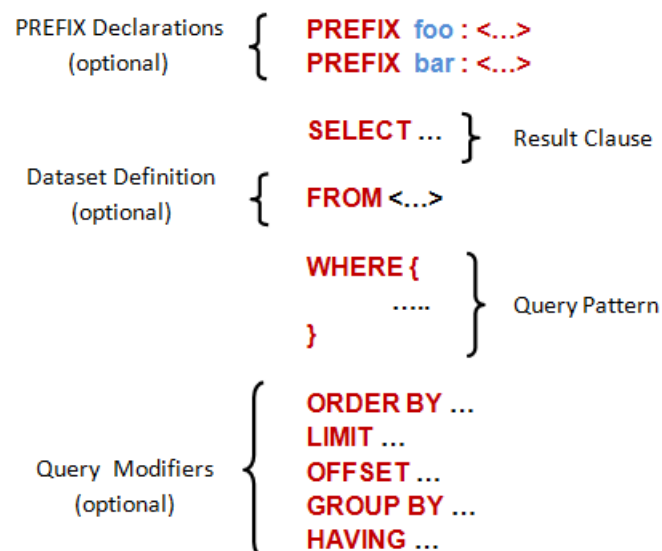 PREFIX Declarations
(optional)
PREFIX foo : <...>
PREFIX bar : <...>
SELECT ...
Result Clause
Dataset Definition
(optional)
FROM <...>
WHERE {
.....
}
Query Pattern
Query Modifiers
(optional)
ORDER BY ...
LIMIT ...
OFFSET ...
GROUP BY ...
HAVING ...